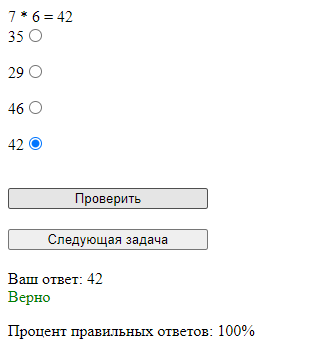 7 * 6 = 42
35
29
46
42
Проверить
Следующая задача
Ваш ответ: 42
Верно
Процент правильных ответов: 100%